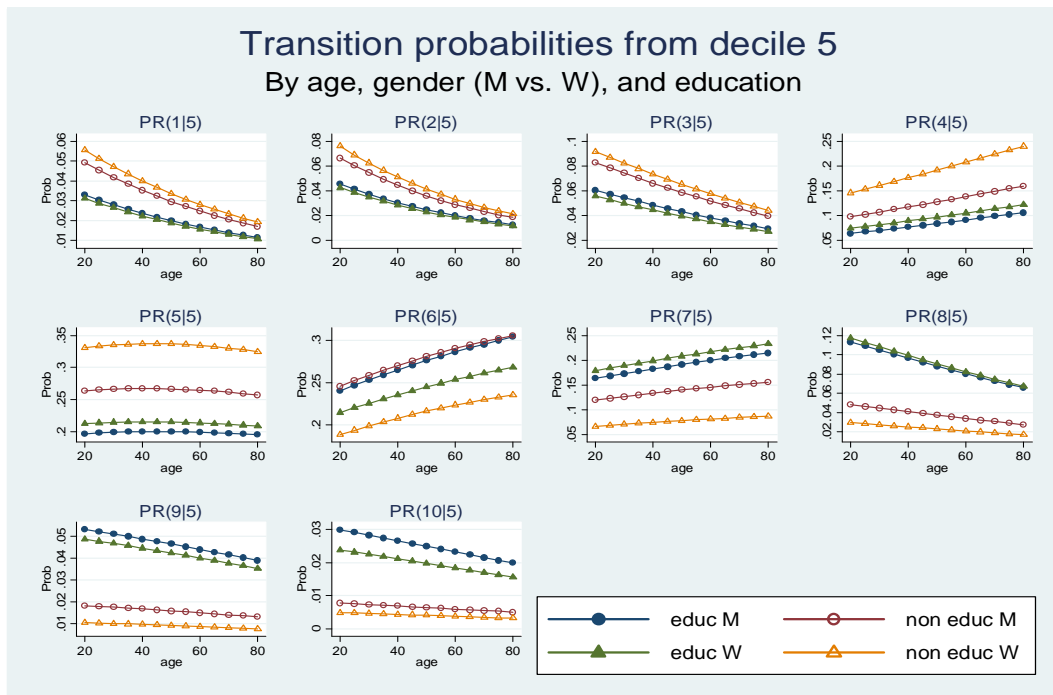 Transition probabilities from decile 5
By age, gender (M vs. W), and education
PR(1|5)
PR(2|5)
PR(3|5)
PR(4|5)
Prob
.01 .02 .03 .04 .05 .06
20 40 60 80
age
Prob
0 .02 .04 .06 .08
20 40 60 80
age
Prob
.02 .04 .06 .08 .1
20 40 60 80
age
Prob
.05 .1 .15 .2 .25
20 40 60 80
age
PR(5|5)
PR(6|5)
PR(7|5)
PR(8|5)
Prob
.2 .25 .3 .35
20 40 60 80
age
Prob
.2 .25 .3
20 40 60 80
age
Prob
.05 .1 .15 .2 .25
20 40 60 80
age
Prob
.02 .04 .06 .08 .1 .12
20 40 60 80
age
PR(9|5)
PR(10|5)
Prob
.01 .02 .03 .04 .05
20 40 60 80
age
Prob
0 .01 .02 .03
20 40 60 80
age
educ M
non educ M
educ W
non educ W